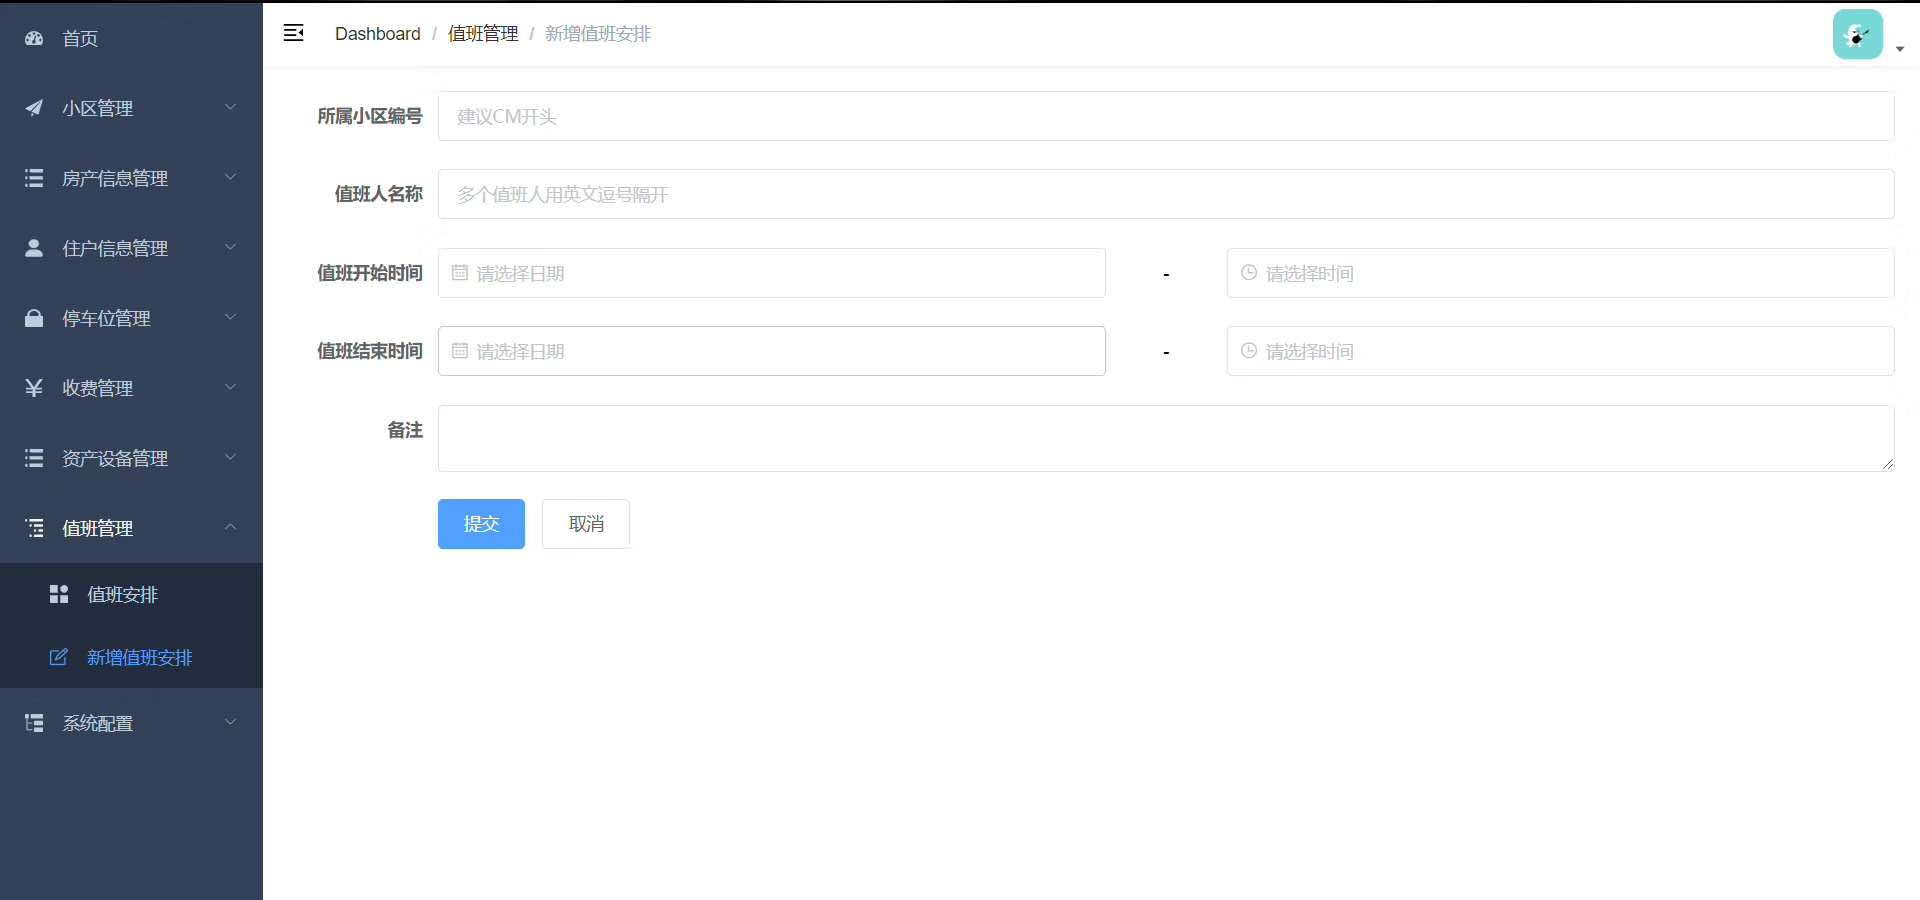 首页
小区管理
房产信息管理
住户信息管理
停车位管理
收费管理
资产设备管理
值班管理
值班安排
新增值班安排
系统配置
Dashboard / 值班管理 / 新增值班安排
所属小区编号 建议CM开头
值班人名称 多个值班人用英文逗号隔开
值班开始时间 请选择日期 - 请选择时间
值班结束时间 请选择日期 - 请选择时间
备注
提交 取消